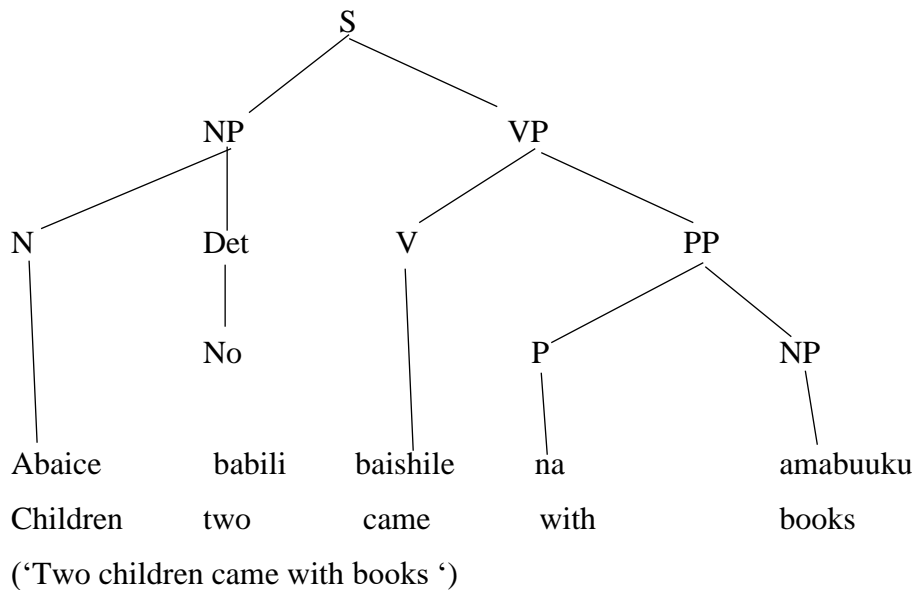 S
NP VP
N Det V PP
No P NP
Abaice babili baishile na amabuuku
Children two came with books
(‘Two children came with books ‘)